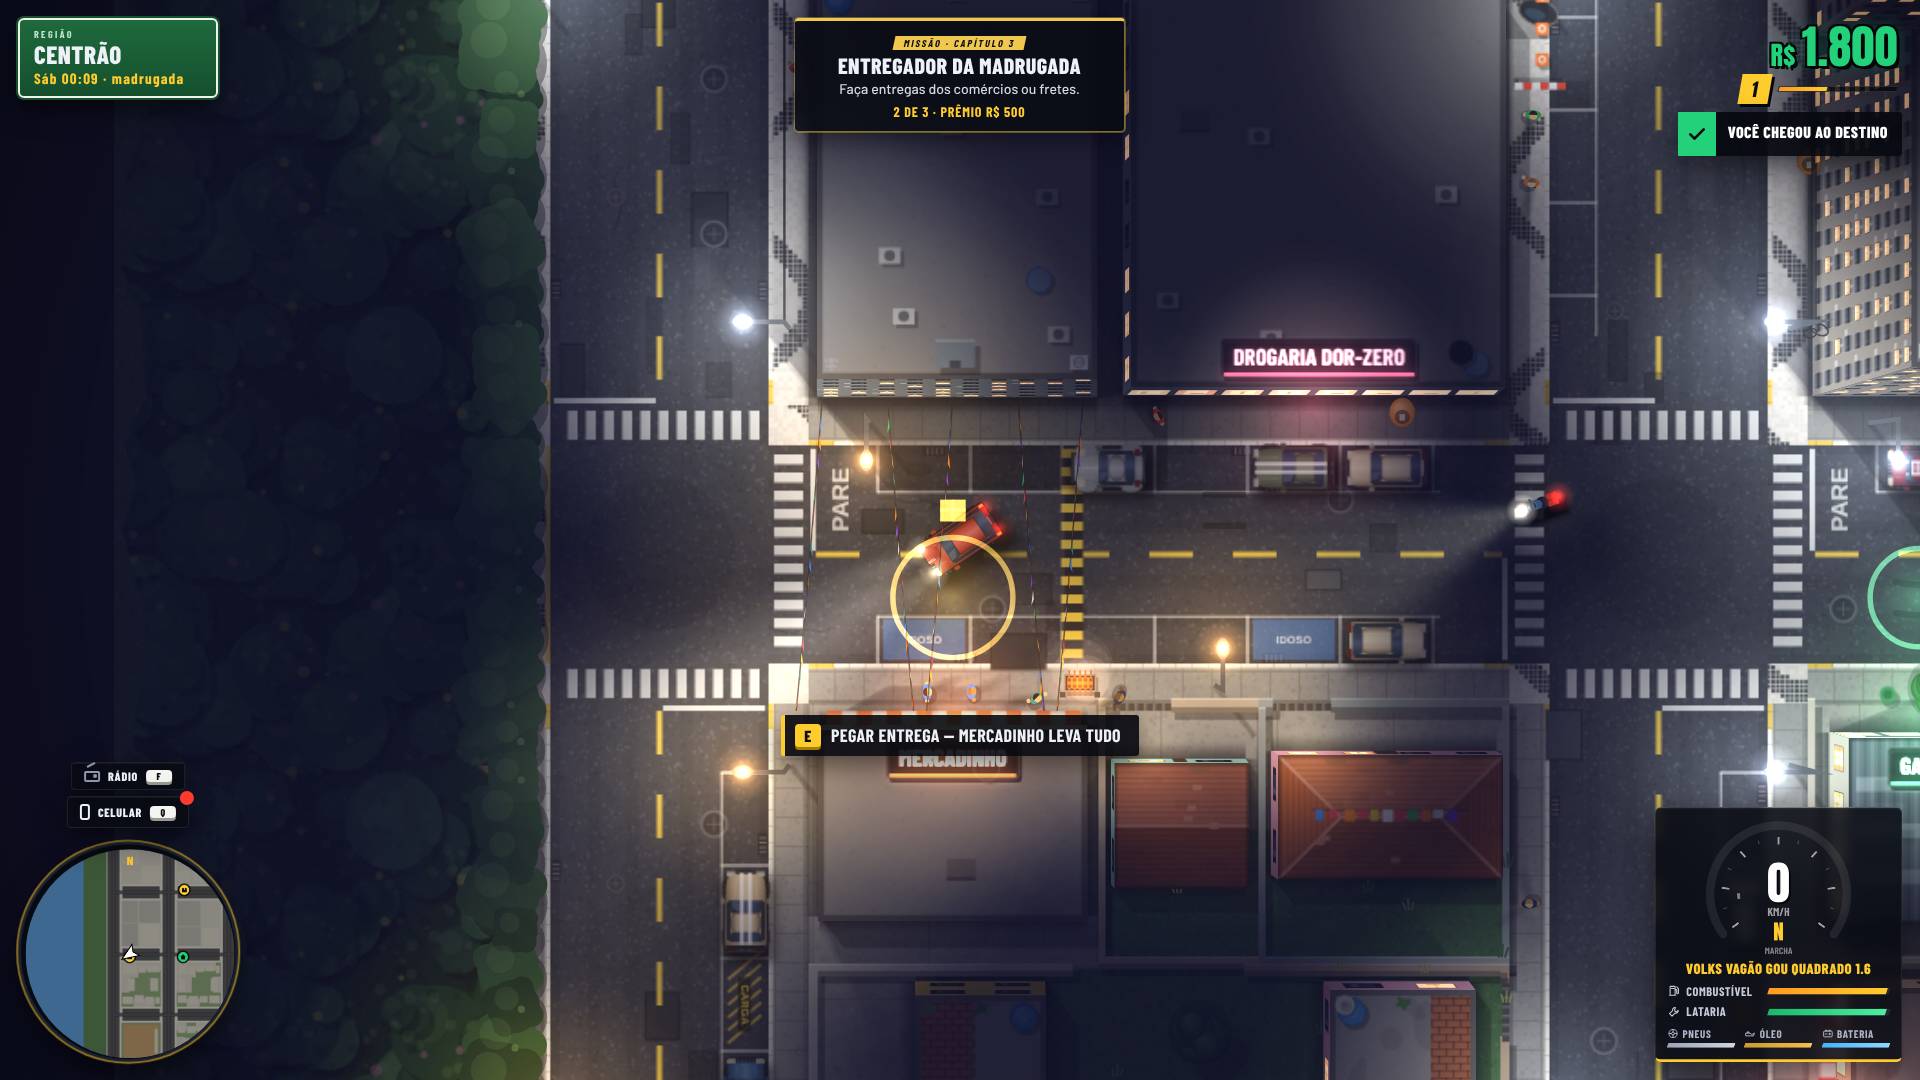 REGIÃO
CENTRÃO
Sáb 00:09 · madrugada
MISSÃO · CAPÍTULO 3
ENTREGADOR DA MADRUGADA
Faça entregas dos comércios ou fretes.
2 DE 3 · PRÊMIO R$ 500
R$ 1.800
1
VOCÊ CHEGOU AO DESTINO
DROGARIA DOR-ZERO
PARE
PARE
IDOSO
E PEGAR ENTREGA — MERCADINHO LEVA TUDO
MERCADINHO
GA
RÁDIO F
CELULAR Q
N
M
CARGA
0
KM/H
N
MARCHA
VOLKS VAGÃO GOU QUADRADO 1.6
COMBUSTÍVEL
LATARIA
PNEUS ÓLEO BATERIA